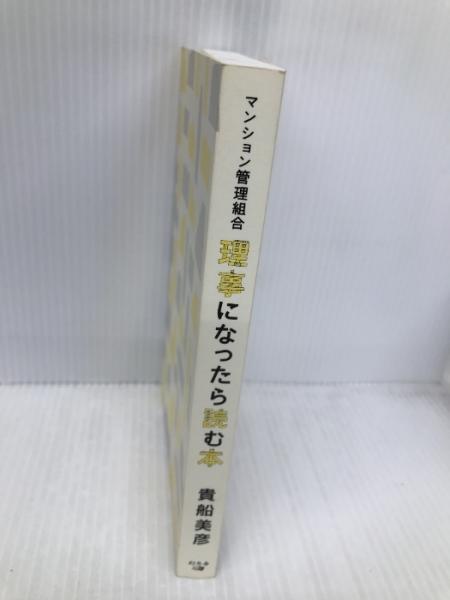 マンション管理組合
理事になったら読む本
貴船美彦